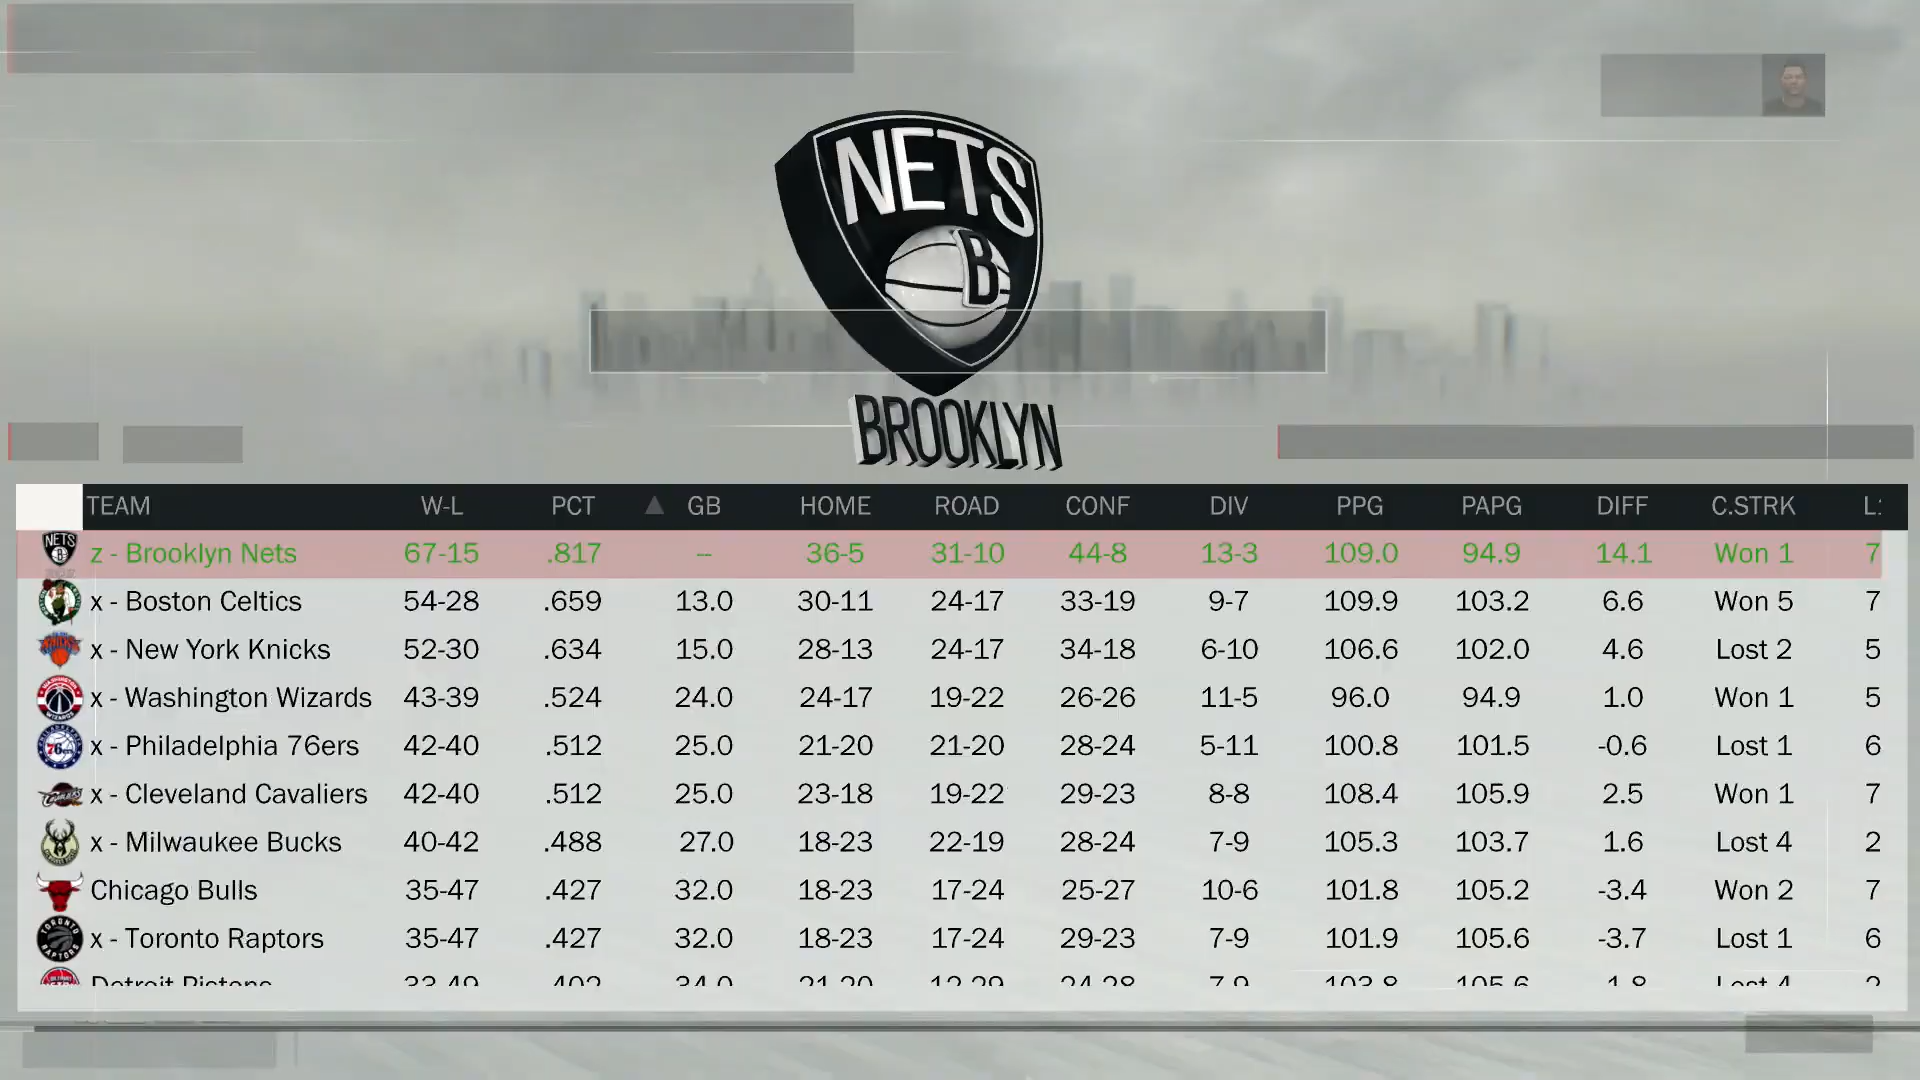 NETS
B
BROOKLYN
TEAM W-L PCT GB HOME ROAD CONF DIV PPG PAPG DIFF C.STRK
z - Brooklyn Nets 67-15 .817 -- 36-5 31-10 44-8 13-3 109.0 94.9 14.1 Won 1 7
x - Boston Celtics 54-28 .659 13.0 30-11 24-17 33-19 9-7 109.9 103.2 6.6 Won 5 7
x - New York Knicks 52-30 .634 15.0 28-13 24-17 34-18 6-10 106.6 102.0 4.6 Lost 2 5
x - Washington Wizards 43-39 .524 24.0 24-17 19-22 26-26 11-5 96.0 94.9 1.0 Won 1 5
x - Philadelphia 76ers 42-40 .512 25.0 21-20 21-20 28-24 5-11 100.8 101.5 -0.6 Lost 1 6
x - Cleveland Cavaliers 42-40 .512 25.0 23-18 19-22 29-23 8-8 108.4 105.9 2.5 Won 1 7
x - Milwaukee Bucks 40-42 .488 27.0 18-23 22-19 28-24 7-9 105.3 103.7 1.6 Lost 4 2
Chicago Bulls 35-47 .427 32.0 18-23 17-24 25-27 10-6 101.8 105.2 -3.4 Won 2 7
x - Toronto Raptors 35-47 .427 32.0 18-23 17-24 29-23 7-9 101.9 105.6 -3.7 Lost 1 6
Detroit Pistons